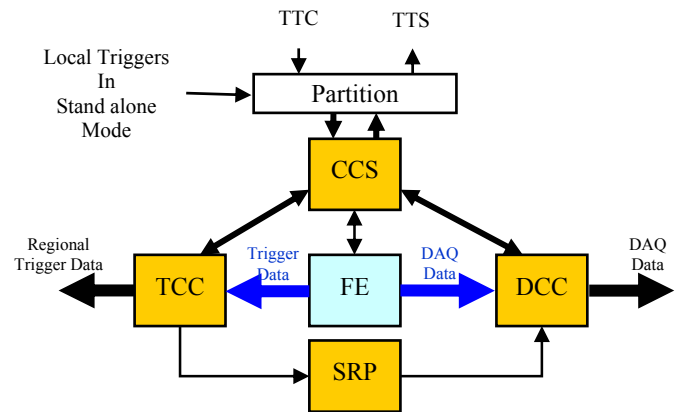 TTC
TTS
Local Triggers
In
Stand alone
Mode
Partition
CCS
Regional
Trigger Data
Trigger
Data
DAQ
Data
DAQ
Data
TCC
FE
DCC
SRP